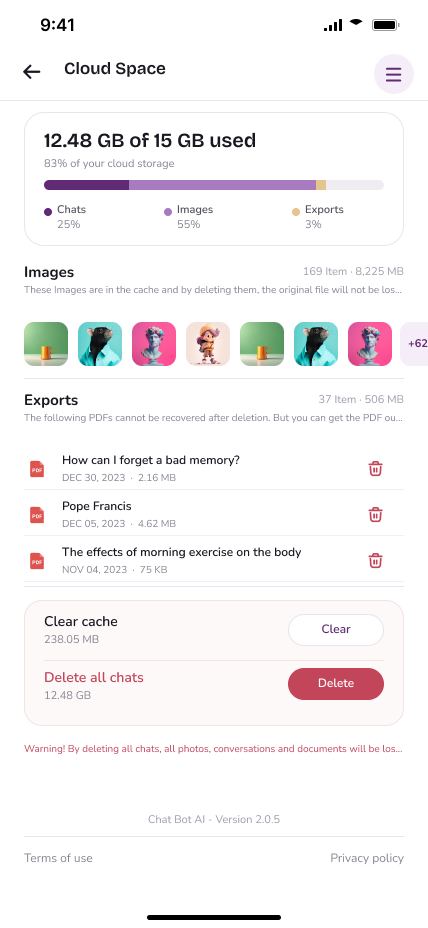 9:41
Cloud Space
12.48 GB of 15 GB used
83% of your cloud storage
Chats
25%
Images
55%
Exports
3%
Images
169 Item · 8,225 MB
These Images are in the cache and by deleting them, the original file will not be los...
+62
Exports
37 Item · 506 MB
The following PDFs cannot be recovered after deletion. But you can get the PDF ou...
PDF
How can I forget a bad memory?
DEC 30, 2023 · 2.16 MB
PDF
Pope Francis
DEC 05, 2023 · 4.62 MB
PDF
The effects of morning exercise on the body
NOV 04, 2023 · 75 KB
Clear cache
238.05 MB
Clear
Delete all chats
12.48 GB
Delete
Warning! By deleting all chats, all photos, conversations and documents will be los...
Chat Bot AI - Version 2.0.5
Terms of use
Privacy policy